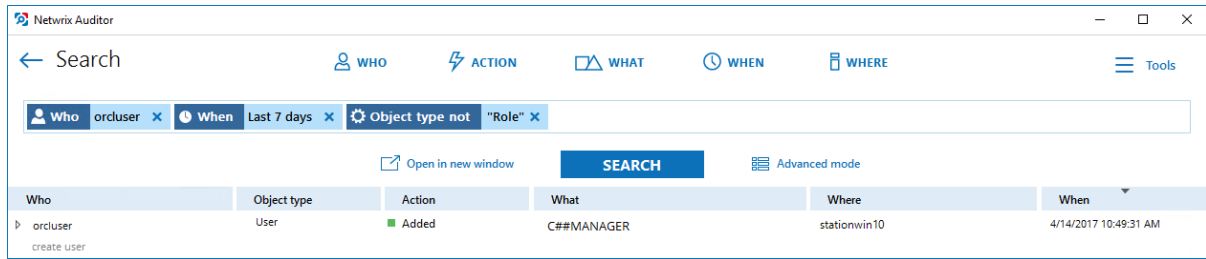 Netwrix Auditor
Search
WHO
ACTION
WHAT
WHEN
WHERE
Tools
Who orcluser × When Last 7 days × Object type not "Role" ×
Open in new window
SEARCH
Advanced mode
Who Object type Action What Where When
orcluser User Added C##MANAGER stationwin10 4/14/2017 10:49:31 AM
create user